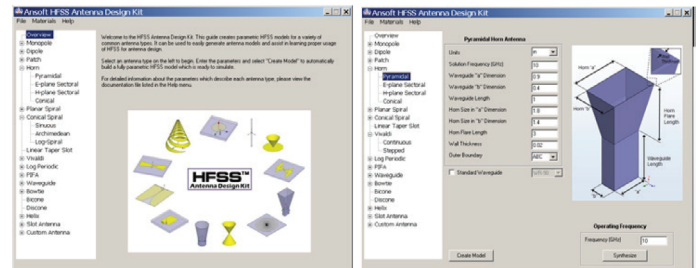 Ansoft HFSS Antenna Design Kit
File Materials Help
Overview
Monopole
Dipole
Patch
Horn
Pyramidal
E-plane Sectoral
H-plane Sectoral
Conical
Planar Spiral
Conical Spiral
Sinuous
Archimedean
Log-Spiral
Linear Taper Slot
Vivaldi
Log Periodic
PIFA
Waveguide
Bowtie
Bicone
Discone
Helix
Slot Antenna
Custom Antenna
Welcome to the HFSS Antenna Design Kit. This guide creates parametric HFSS models for a variety of
common antenna types. It can be used to easily generate antenna models and assist in learning proper usage
of HFSS for antenna design.
Select an antenna type on the left to begin. Enter the parameters and select "Create Model" to automatically
build a fully parametric HFSS model which is ready to simulate.
For detailed information about the parameters which describe each antenna type, please view the
documentation file listed in the Help menu.
HFSS™
Antenna Design Kit
Ansoft HFSS Antenna Design Kit
File Materials Help
Overview
Monopole
Dipole
Patch
Horn
Pyramidal
E-plane Sectoral
H-plane Sectoral
Conical
Planar Spiral
Conical Spiral
Linear Taper Slot
Vivaldi
Continuous
Stepped
Log Periodic
PIFA
Waveguide
Bowtie
Bicone
Discone
Helix
Slot Antenna
Custom Antenna
Pyramidal Horn Antenna
Units in
Solution Frequency (GHz) 10
Waveguide "a" Dimension 0.9
Waveguide "b" Dimension 0.4
Waveguide Length 1
Horn Size in "a" Dimension 1.8
Horn Size in "b" Dimension 1.4
Horn Flare Length 3
Wall Thickness 0.02
Outer Boundary ABC
Standard Waveguide
Create Model
Wall
Thickness
Horn "a"
Horn "b"
Horn
Flare
Length
Waveguide
Length
"b"
"a"
Operating Frequency
Frequency (GHz) 10
Synthesize